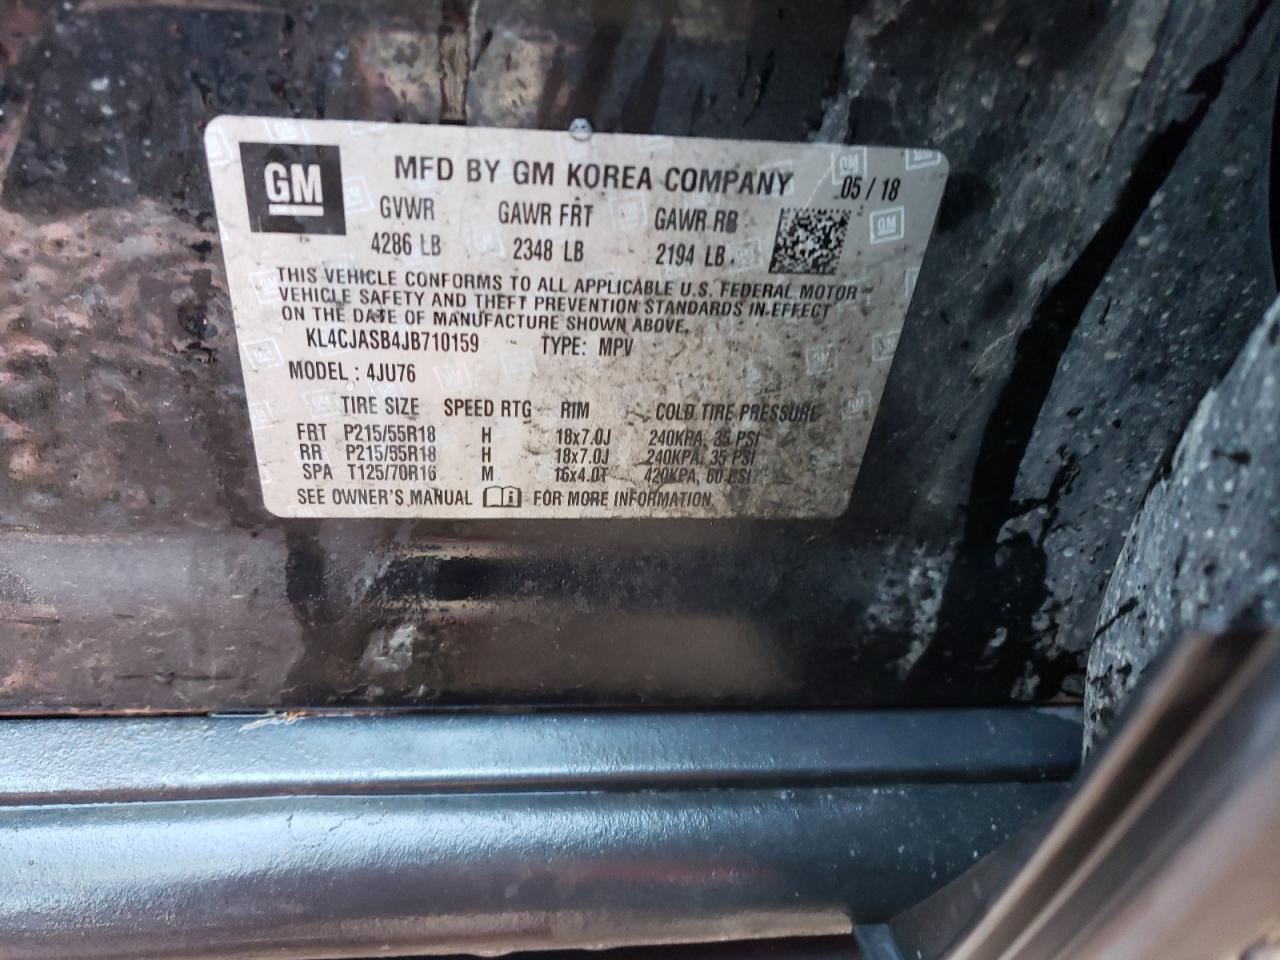 GM
MFD BY GM KOREA COMPANY 05 / 18
GVWR GAWR FRT GAWR RR
4286 LB 2348 LB 2194 LB
THIS VEHICLE CONFORMS TO ALL APPLICABLE U.S. FEDERAL MOTOR
VEHICLE SAFETY AND THEFT PREVENTION STANDARDS IN EFFECT
ON THE DATE OF MANUFACTURE SHOWN ABOVE.
KL4CJASB4JB710159 TYPE: MPV
MODEL : 4JU76
TIRE SIZE SPEED RTG RIM COLD TIRE PRESSURE
FRT P215/55R18 H 18x7.0J 240KPA, 35 PSI
RR P215/55R18 H 18x7.0J 240KPA, 35 PSI
SPA T125/70R16 M 16x4.0T 420KPA, 60 PSI
SEE OWNER'S MANUAL FOR MORE INFORMATION